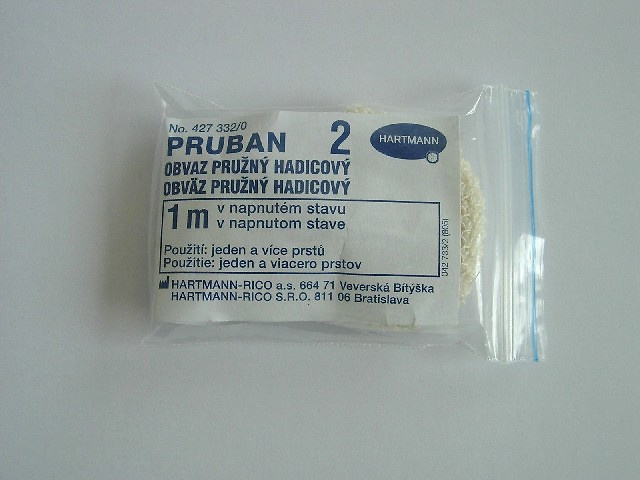 No. 427 332/0
PRUBAN 2
HARTMANN
OBVAZ PRUŽNÝ HADICOVÝ
OBVÄZ PRUŽNÝ HADICOVÝ
1 m v napnutém stavu
v napnutom stave
Použití: jeden a více prstů
Použitie: jeden a viacero prstov
HARTMANN-RICO a.s. 664 71 Veverská Bítýška
HARTMANN-RICO S.R.O. 811 06 Bratislava